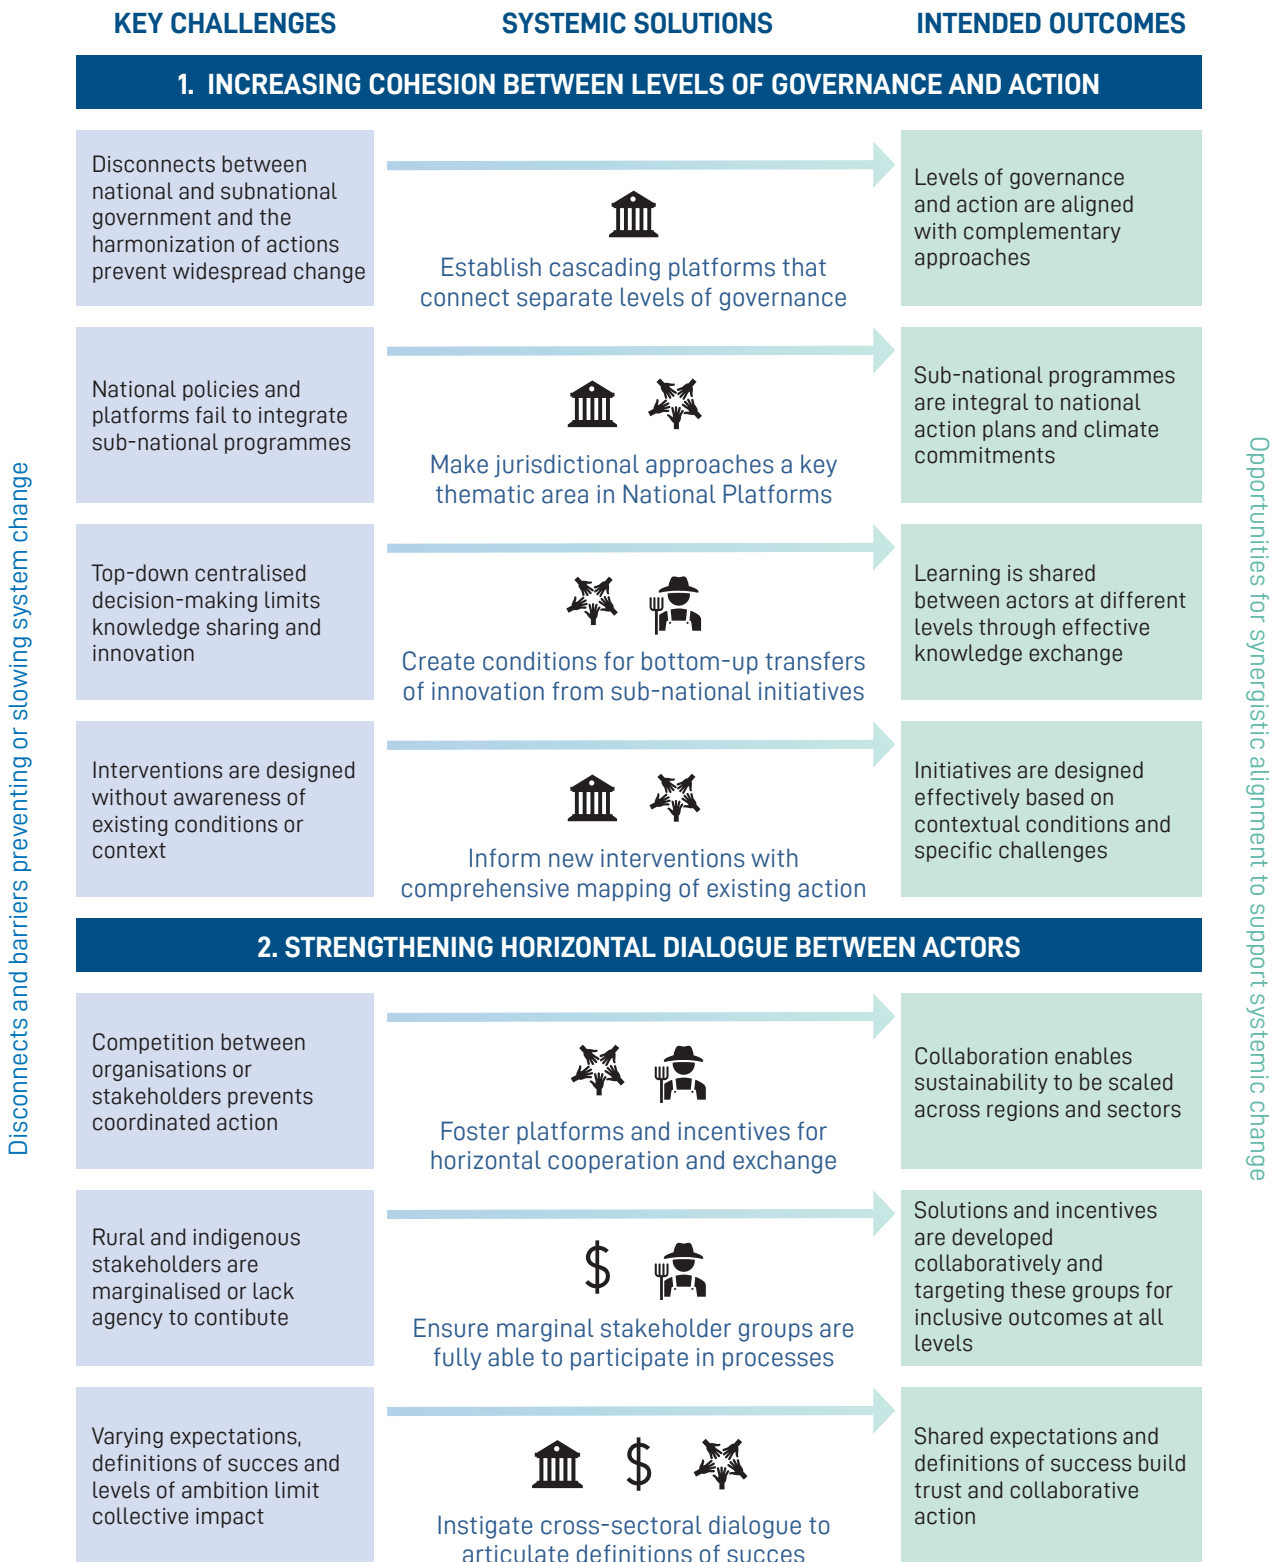 KEY CHALLENGES
SYSTEMIC SOLUTIONS
INTENDED OUTCOMES
1. INCREASING COHESION BETWEEN LEVELS OF GOVERNANCE AND ACTION
Disconnects between
national and subnational
government and the
harmonization of actions
prevent widespread change
Establish cascading platforms that
connect separate levels of governance
Levels of governance
and action are aligned
with complementary
approaches
National policies and
platforms fail to integrate
sub-national programmes
Make jurisdictional approaches a key
thematic area in National Platforms
Sub-national programmes
are integral to national
action plans and climate
commitments
Top-down centralised
decision-making limits
knowledge sharing and
innovation
Create conditions for bottom-up transfers
of innovation from sub-national initiatives
Learning is shared
between actors at different
levels through effective
knowledge exchange
Interventions are designed
without awareness of
existing conditions or
context
Inform new interventions with
comprehensive mapping of existing action
Initiatives are designed
effectively based on
contextual conditions and
specific challenges
2. STRENGTHENING HORIZONTAL DIALOGUE BETWEEN ACTORS
Competition between
organisations or
stakeholders prevents
coordinated action
Foster platforms and incentives for
horizontal cooperation and exchange
Collaboration enables
sustainability to be scaled
across regions and sectors
Rural and indigenous
stakeholders are
marginalised or lack
agency to contibute
$
Ensure marginal stakeholder groups are
fully able to participate in processes
Solutions and incentives
are developed
collaboratively and
targeting these groups for
inclusive outcomes at all
levels
Varying expectations,
definitions of succes and
levels of ambition limit
collective impact
$
Instigate cross-sectoral dialogue to
articulate definitions of succes
Shared expectations and
definitions of success build
trust and collaborative
action
Disconnects and barriers preventing or slowing system change
Opportunities for synergistic alignment to support systemic change